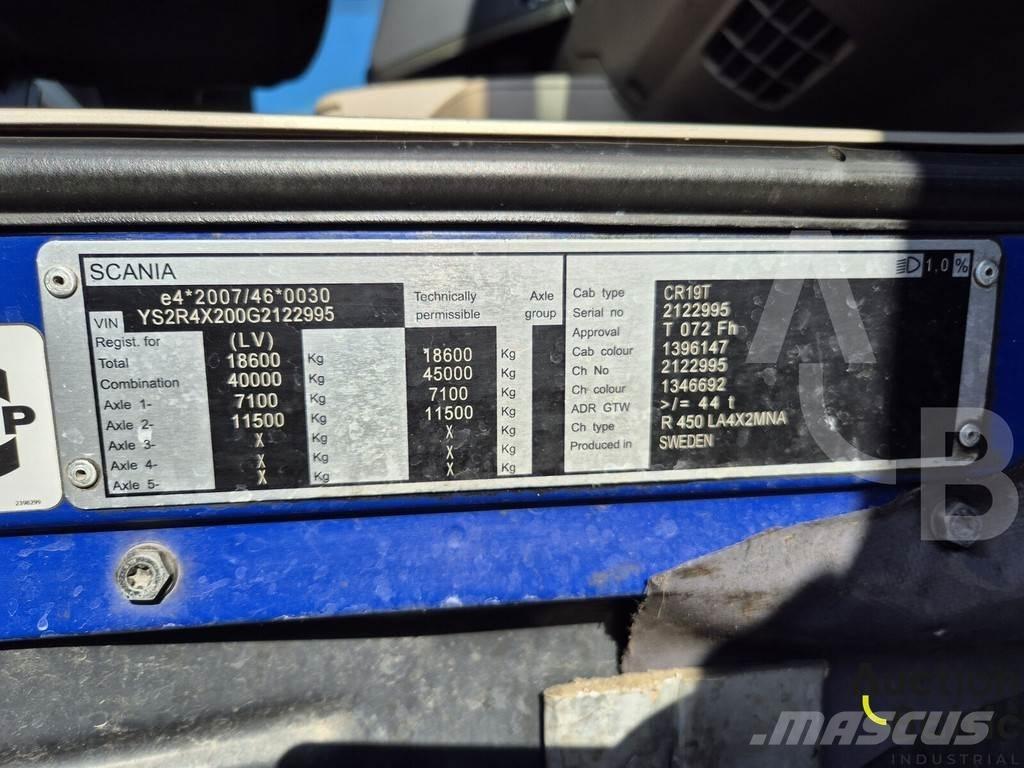 SCANIA
1.0 %
e4*2007/46*0030
VIN YS2R4X200G2122995
Technically permissible
Axle group
Regist. for (LV)
Total 18600 Kg 18600 Kg
Combination 40000 Kg 45000 Kg
Axle 1- 7100 Kg 7100 Kg
Axle 2- 11500 Kg 11500 Kg
Axle 3- X Kg X Kg
Axle 4- X Kg X Kg
Axle 5- X Kg X Kg
Cab type CR19T
Serial no 2122995
Approval T 072 Fh
Cab colour 1396147
Ch No 2122995
Ch colour 1346692
ADR GTW >/= 44 t
Ch type R 450 LA4X2MNA
Produced in SWEDEN
P
2396299
A
B
Auction
MASCUS
INDUSTRIAL